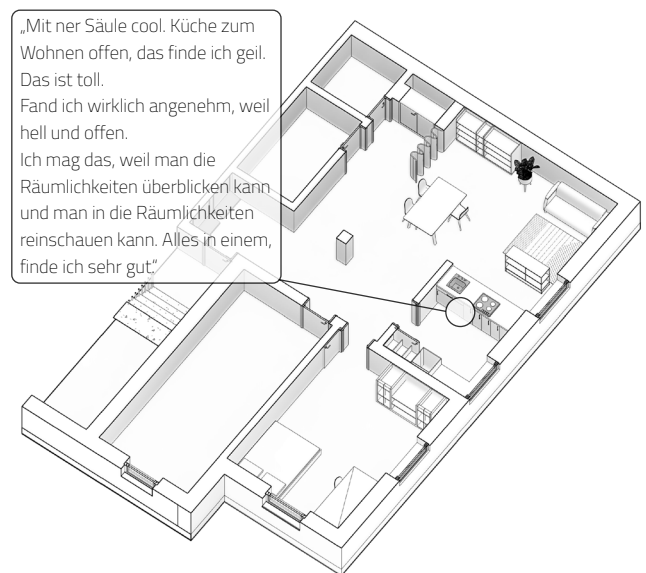 „Mit ner Säule cool. Küche zum
Wohnen offen, das finde ich geil.
Das ist toll.
Fand ich wirklich angenehm, weil
hell und offen.
Ich mag das, weil man die
Räumlichkeiten überblicken kann
und man in die Räumlichkeiten
reinschauen kann. Alles in einem,
finde ich sehr gut.“